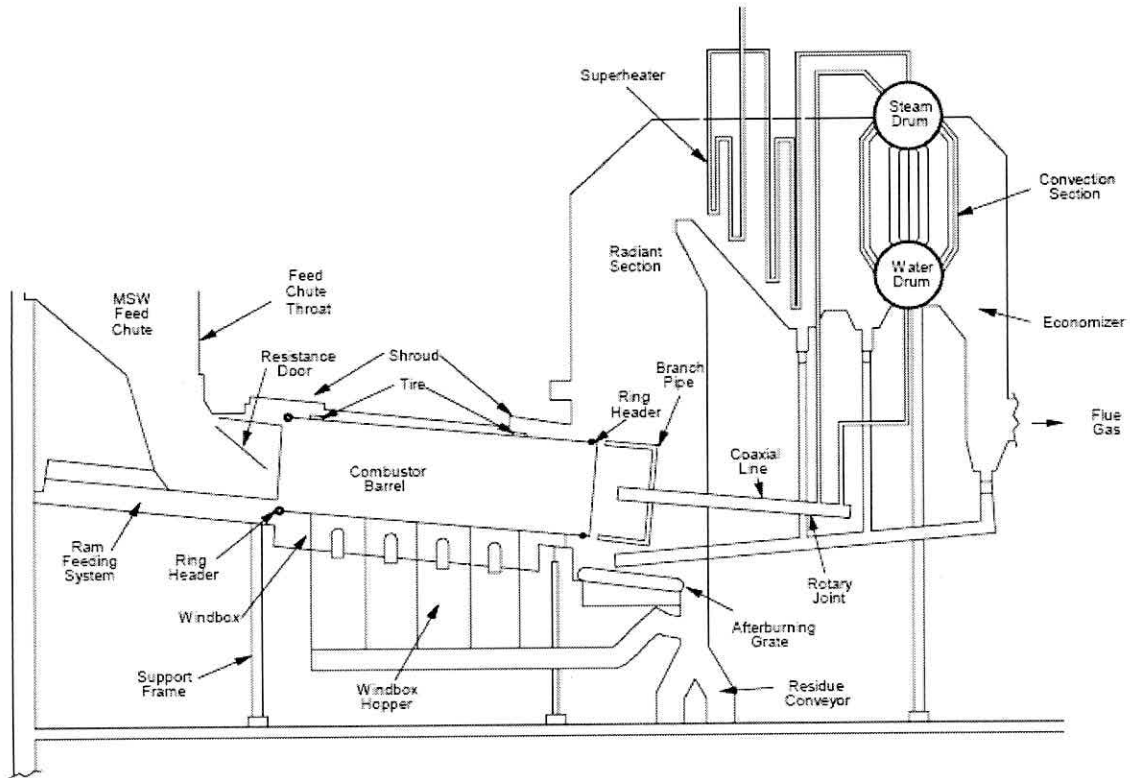 Superheater
Steam
Drum
Convection
Section
Radiant
Section
Water
Drum
MSW
Feed
Chute
Feed
Chute
Throat
Economizer
Resistance
Door
Shroud
Tire
Branch
Pipe
Ring
Header
Flue
Gas
Combustor
Barrel
Coaxial
Line
Ram
Feeding
System
Ring
Header
Rotary
Joint
Windbox
Afterburning
Grate
Support
Frame
Windbox
Hopper
Residue
Conveyor